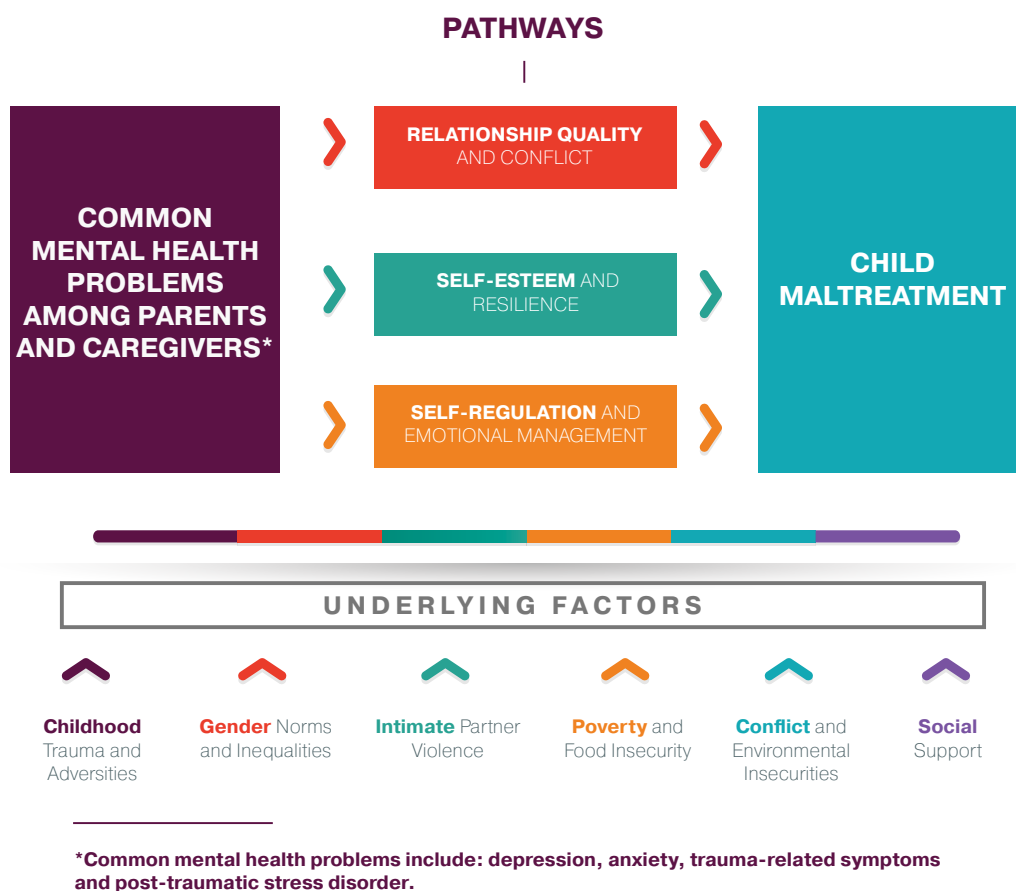 PATHWAYS
COMMON
MENTAL HEALTH
PROBLEMS
AMONG PARENTS
AND CAREGIVERS*
RELATIONSHIP QUALITY
AND CONFLICT
SELF-ESTEEM AND
RESILIENCE
SELF-REGULATION AND
EMOTIONAL MANAGEMENT
CHILD
MALTREATMENT
UNDERLYING FACTORS
Childhood
Trauma and
Adversities
Gender Norms
and Inequalities
Intimate Partner
Violence
Poverty and
Food Insecurity
Conflict and
Environmental
Insecurities
Social
Support
*Common mental health problems include: depression, anxiety, trauma-related symptoms
and post-traumatic stress disorder.